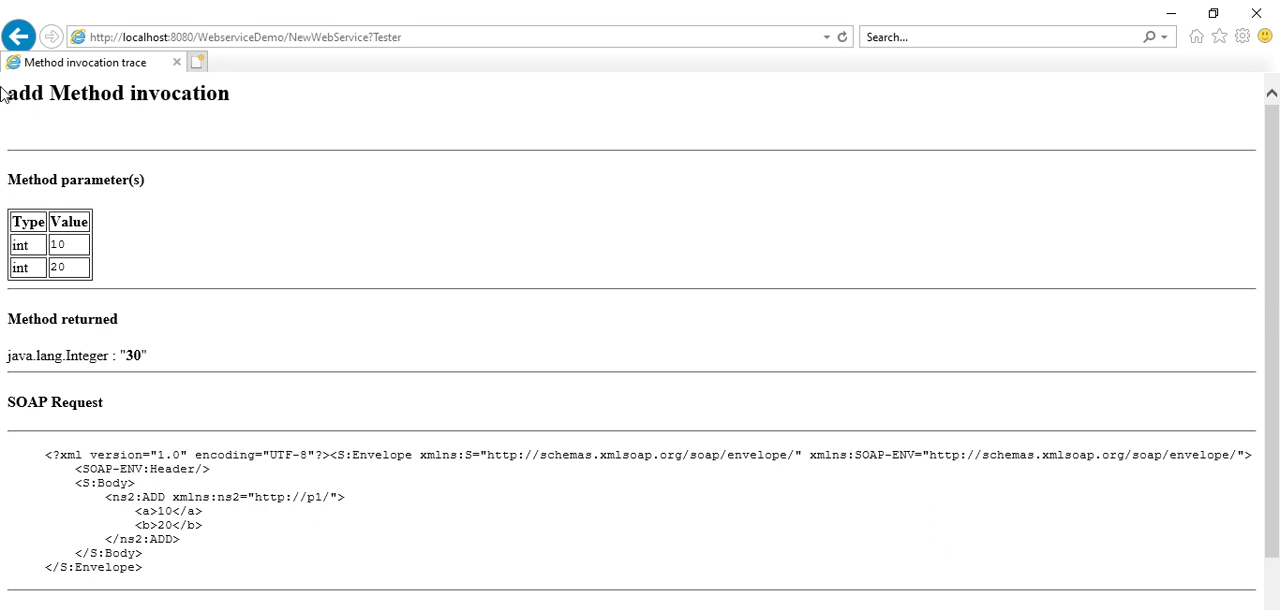 http://localhost:8080/WebserviceDemo/NewWebService?Tester
Search...
Method invocation trace
add Method invocation
Method parameter(s)
Type Value
int 10
int 20
Method returned
java.lang.Integer : "30"
SOAP Request
<?xml version="1.0" encoding="UTF-8"?><S:Envelope xmlns:S="http://schemas.xmlsoap.org/soap/envelope/" xmlns:SOAP-ENV="http://schemas.xmlsoap.org/soap/envelope/">
<SOAP-ENV:Header/>
<S:Body>
<ns2:ADD xmlns:ns2="http://p1/">
<a>10</a>
<b>20</b>
</ns2:ADD>
</S:Body>
</S:Envelope>